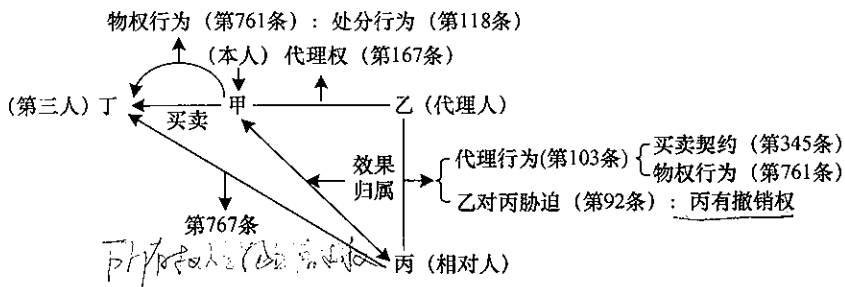 物权行为（第761条）：处分行为（第118条）
（本人）代理权（第167条）
（第三人）丁
甲
乙（代理人）
买卖
效果
归属
代理行为(第103条)
买卖契约（第345条）
物权行为（第761条）
乙对丙胁迫（第92条）：丙有撤销权
第767条
丙（相对人）